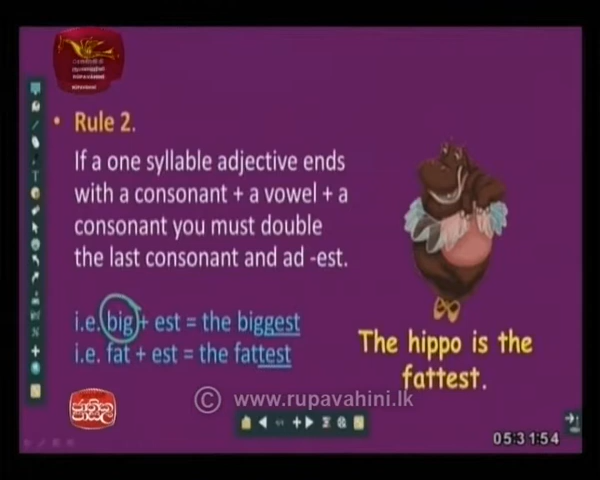 • Rule 2.
If a one syllable adjective ends
with a consonant + a vowel + a
consonant you must double
the last consonant and ad -est.
i.e. big + est = the biggest
i.e. fat + est = the fattest
The hippo is the
fattest.
© www.rupavahini.lk
05:31:54